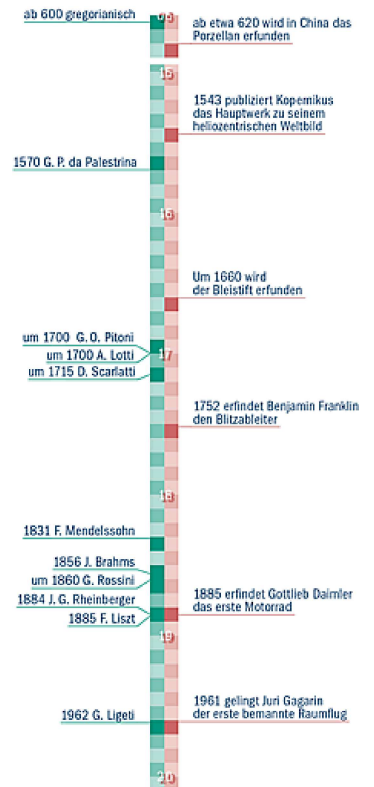 ab 600 gregorianisch
06
ab etwa 620 wird in China das
Porzellan erfunden
15
1543 publiziert Kopernikus
das Hauptwerk zu seinem
heliozentrischen Weltbild
1570 G. P. da Palestrina
16
Um 1660 wird
der Bleistift erfunden
um 1700 G. O. Pitoni
um 1700 A. Lotti
17
um 1715 D. Scarlatti
1752 erfindet Benjamin Franklin
den Blitzableiter
18
1831 F. Mendelssohn
1856 J. Brahms
um 1860 G. Rossini
1884 J. G. Rheinberger
1885 F. Liszt
1885 erfindet Gottlieb Daimler
das erste Motorrad
19
1962 G. Ligeti
1961 gelingt Juri Gagarin
der erste bemannte Raumflug
20